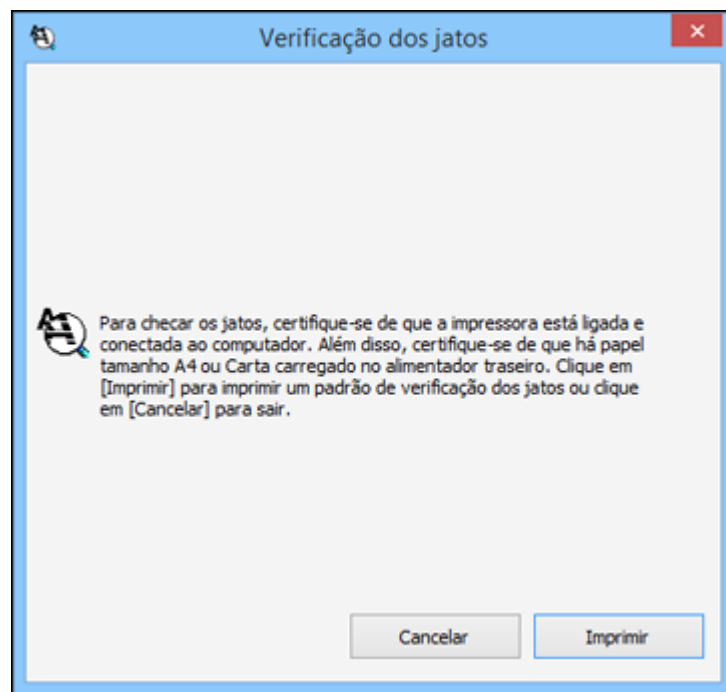 Verificação dos jatos
Para checar os jatos, certifique-se de que a impressora está ligada e
conectada ao computador. Além disso, certifique-se de que há papel
tamanho A4 ou Carta carregado no alimentador traseiro. Clique em
[Imprimir] para imprimir um padrão de verificação dos jatos ou clique
em [Cancelar] para sair.
Cancelar
Imprimir